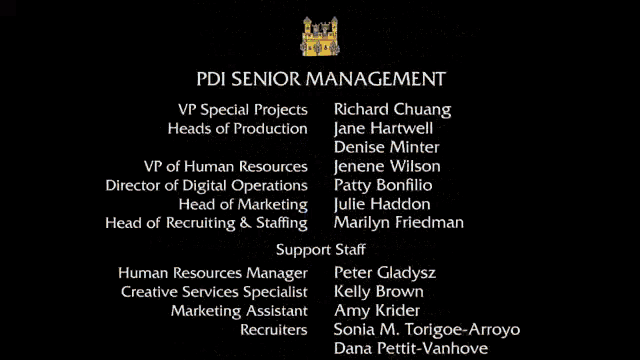 PDI SENIOR MANAGEMENT
VP Special Projects Richard Chuang
Heads of Production Jane Hartwell
Denise Minter
VP of Human Resources Jenene Wilson
Director of Digital Operations Patty Bonfilio
Head of Marketing Julie Haddon
Head of Recruiting & Staffing Marilyn Friedman
Support Staff
Human Resources Manager Peter Gladysz
Creative Services Specialist Kelly Brown
Marketing Assistant Amy Krider
Recruiters Sonia M. Torigoe-Arroyo
Dana Pettit-Vanhove